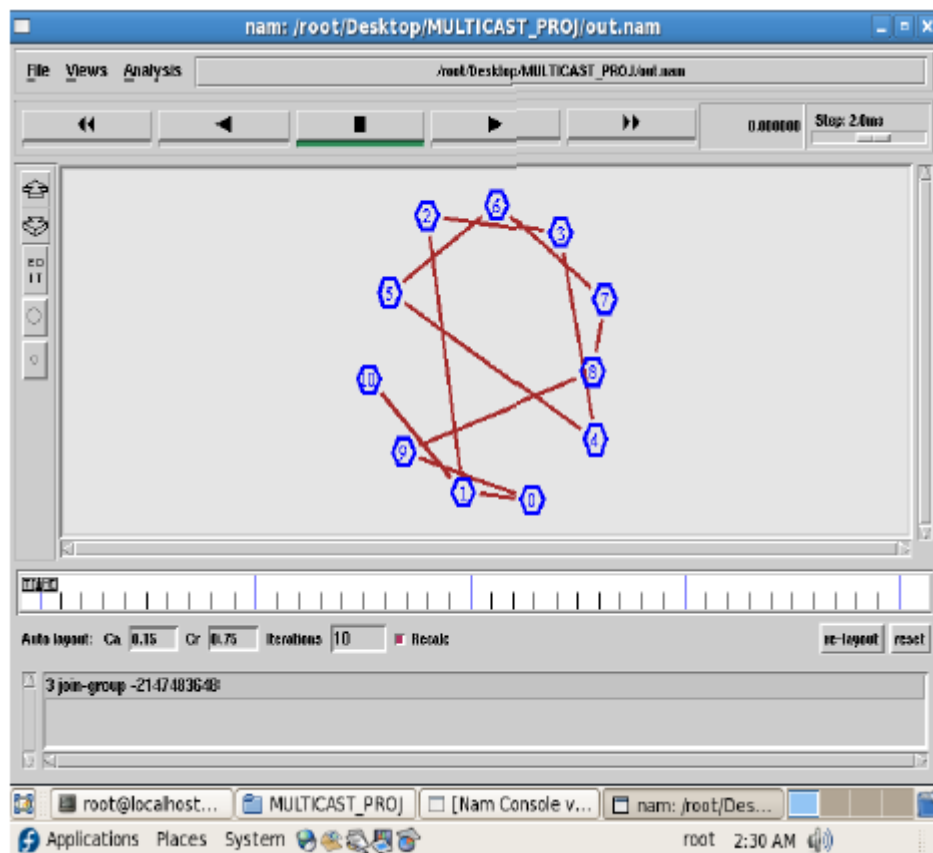 nam: /root/Desktop/MULTICAST_PROJ/out.nam
File Views Analysis /root/Desktop/MULTICAST_PROJ/out.nam
0.000000 Step: 2.0ms
6
2
3
5
7
8
10
4
9
1
0
ED
IT
TIME
Auto layout: Ca 0.15 Cr 0.75 Iterations 10 Recalc re-layout reset
3 join-group -2147483648
root@localhost... MULTICAST_PROJ [Nam Console v... nam: /root/Des...
Applications Places System root 2:30 AM